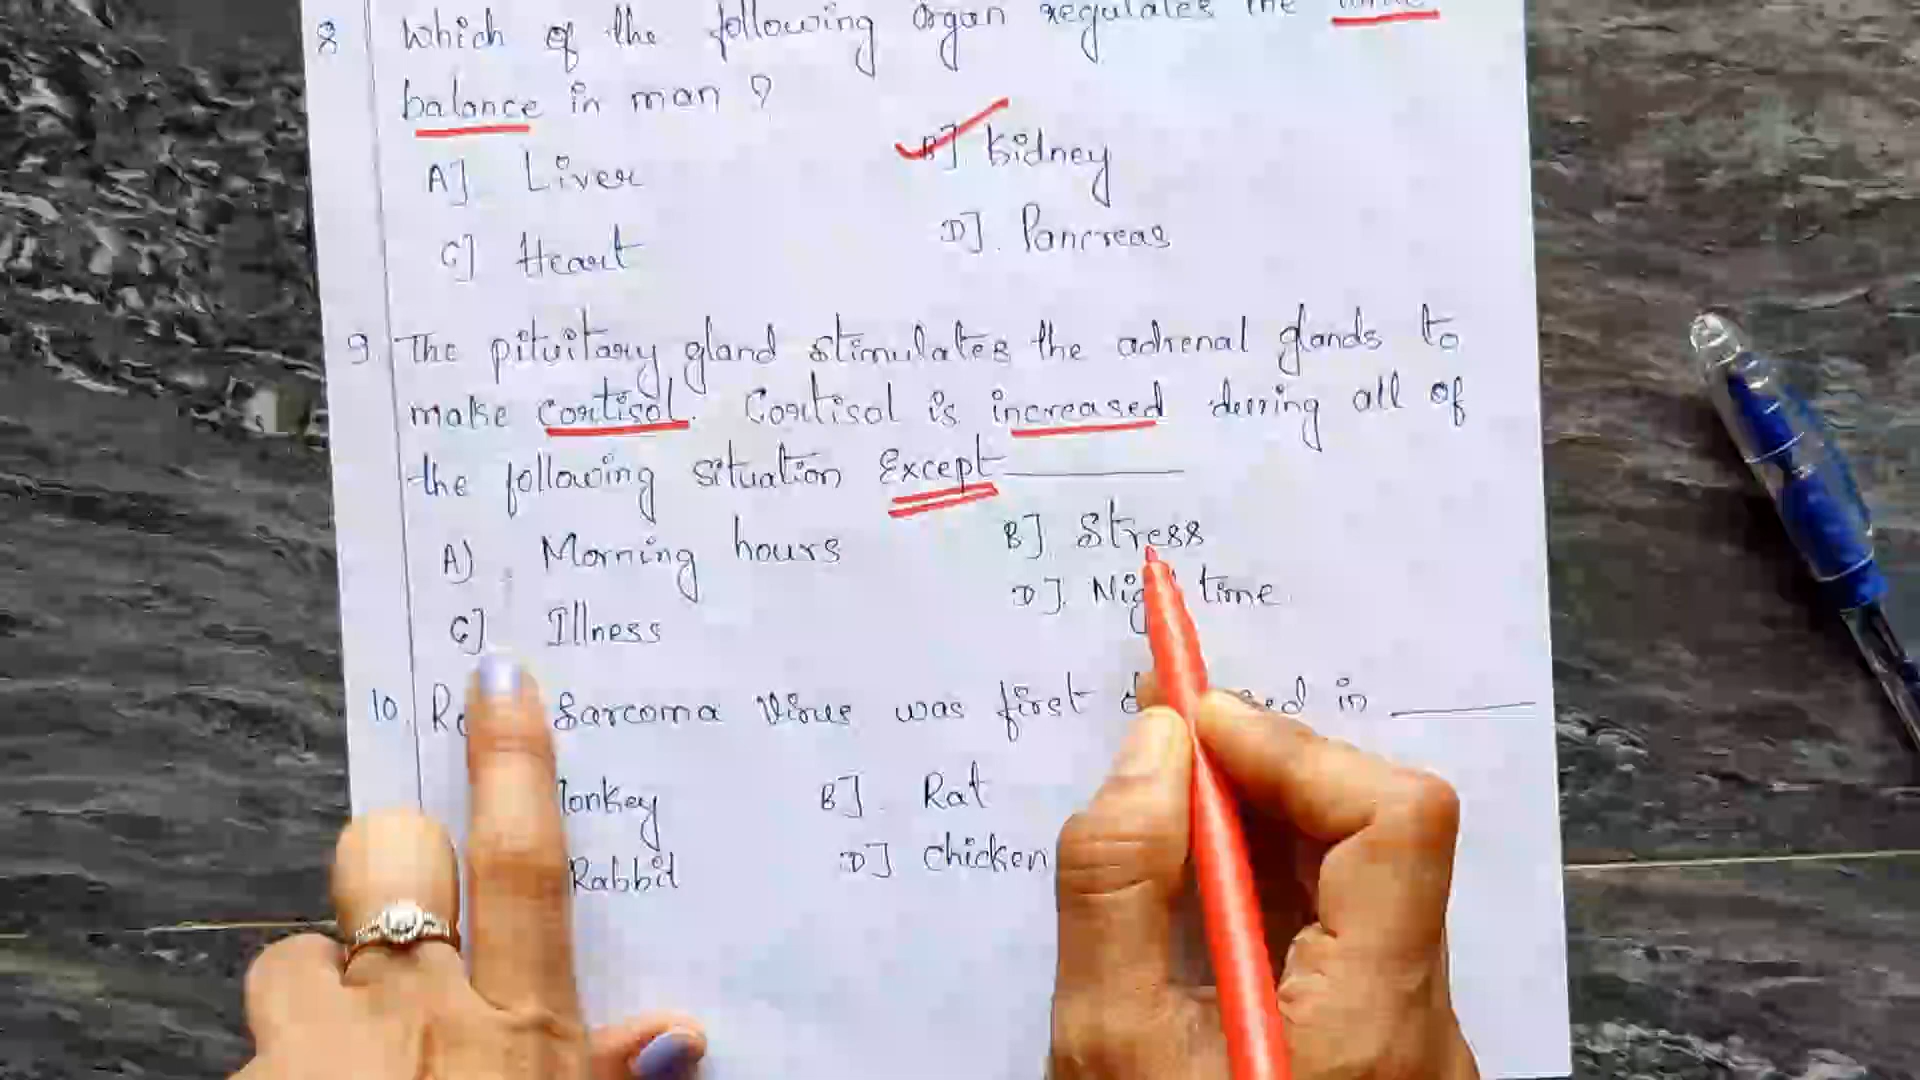 8 Which of the following organ regulates the
balance in man ?
A] Liver
B] Kidney
C] Heart
D]. Pancreas
9. The pituitary gland stimulates the adrenal glands to
make cortisol. Cortisol is increased during all of
the following situation Except
A) Morning hours
B] Stress
C] Illness
D]. time
10. Sarcoma Virus was first in
B] Rat
Rabbit
D] Chicken